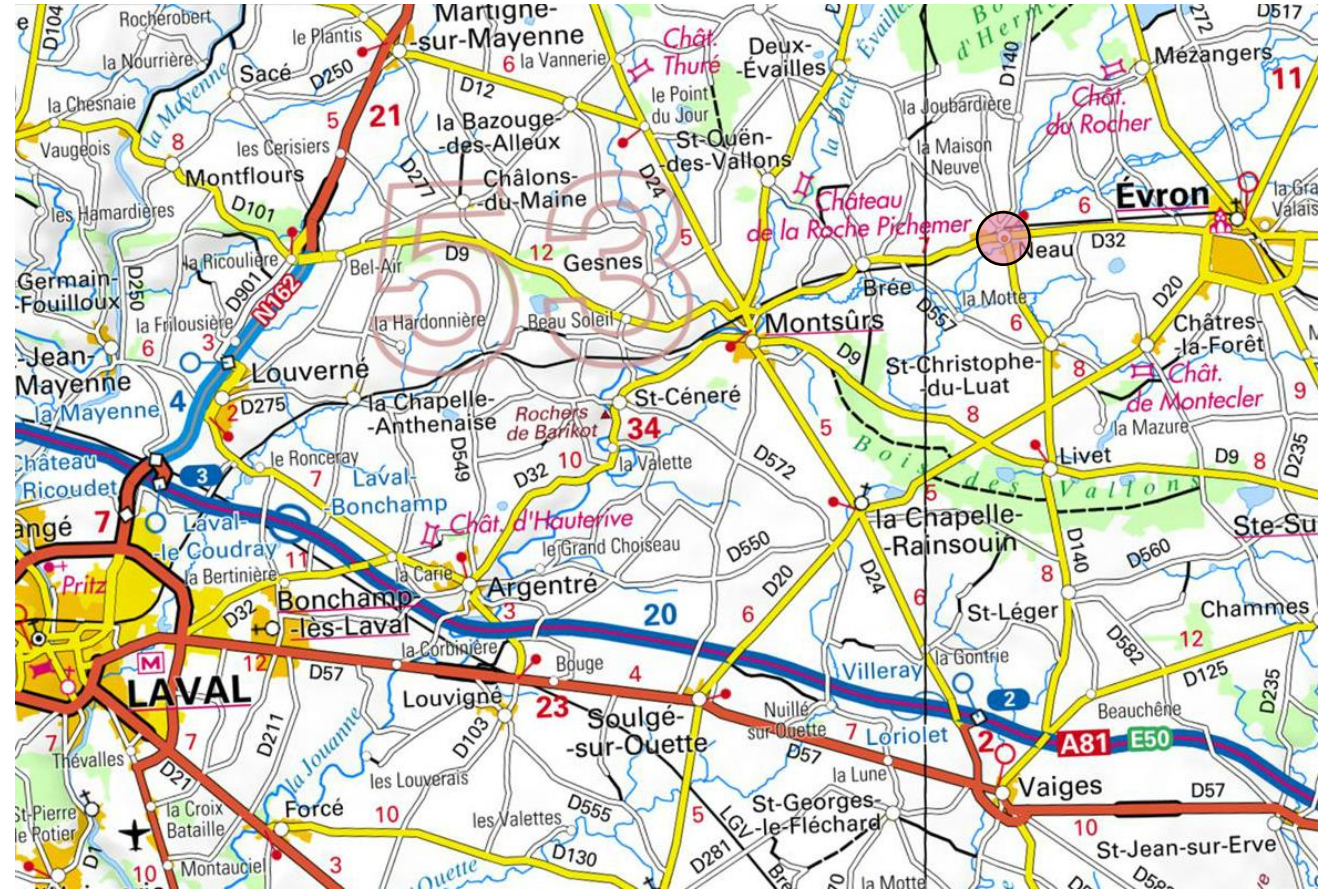 D104
Rocherobert
la Nourrière
le Plantis
Martigné-
-sur-Mayenne
D250
Sacé
la Mayenne
la Chesnaie
Vaugeois
8
Montflours
les Cerisiers
5
21
D12
6
la Vannerie
Chât.
Thuré
le Point
du Jour
Deux-
-Évailles
D140
Mézangers
D517
11
la Bazouge-
-des-Alleux
D277
Châlons-
-du-Maine
D24
St-Ouën-
-des-Vallons
la Joubardière
la Maison
Neuve
Chât.
du Rocher
les Hamardières
D101
la Ricoulière
Bel-Air
D9
12
Gesnes
5
53
Château
de la Roche Pichemer
7
Neau
6
D32
Évron
Germain-
-Fouilloux
D250
D901
N162
la Frilousière
3
6
la Hardonnière
Beau Soleil
Montsûrs
Brée
D557
la Motte
6
D20
Châtres-
-la-Forêt
-Jean-
Mayenne
la Mayenne
4
Louverné
2
D275
la Chapelle-
-Anthenaise
D549
Rochers
de Barikot
St-Céneré
34
10
la Valette
D9
5
St-Christophe-
-du-Luat
8
8
Chât.
de Montecler
la Mazure
9
Château
Ricoudet
3
le Ronceray
7
Laval-
-Bonchamp
D32
D572
Bois des Vallons
Livet
D9
8
D235
angé
7
Laval-
-le Coudray
11
Chât. d'Hauterive
le Grand Choiseau
D550
5
la Chapelle-
-Rainsouin
Ste-Su
Pritz
la Bertinière
la Carie
Argentré
3
D20
6
D24
6
D140
8
D560
D32
Bonchamp-
-lès-Laval
20
St-Léger
Chammes
12
M
LAVAL
12
D57
la Corbinière
Bouge
4
Villeray
la Gontrie
D582
D125
D235
Louvigné
23
Soulgé-
-sur-Ouette
Nuillé
sur Ouette
7
Loriolet
2
2
A81
E50
Beauchêne
7
Thévalles
7
D21
D211
la Jouanne
D103
D57
la Lune
Vaiges
D57
10
les Louverais
St-Pierre
le Potier
D1
la Croix
Bataille
Forcé
10
les Valettes
D555
5
LGV
D281
St-Georges-
-le-Fléchard
St-Jean-sur-Erve
10
Montauciel
3
Ouette
D130
la Motte